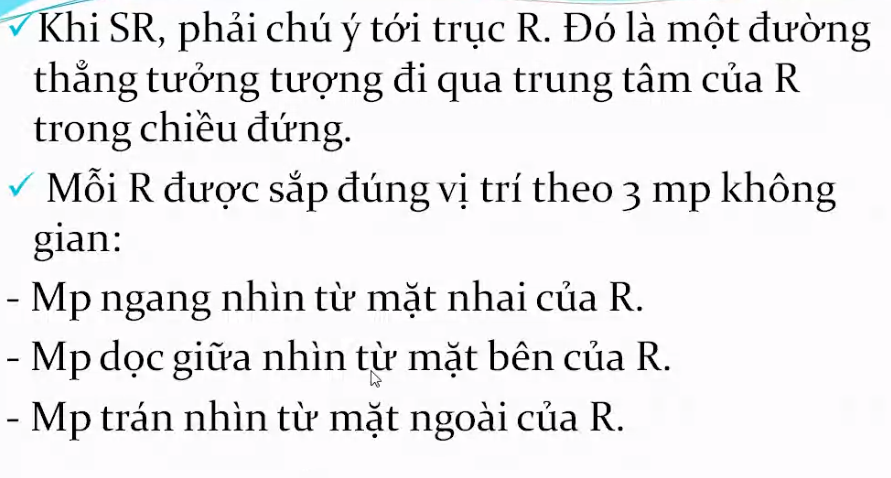 ✓ Khi SR, phải chú ý tới trục R. Đó là một đường
thẳng tưởng tượng đi qua trung tâm của R
trong chiều đứng.
✓ Mỗi R được sắp đúng vị trí theo 3 mp không
gian:
- Mp ngang nhìn từ mặt nhai của R.
- Mp dọc giữa nhìn từ mặt bên của R.
- Mp trán nhìn từ mặt ngoài của R.